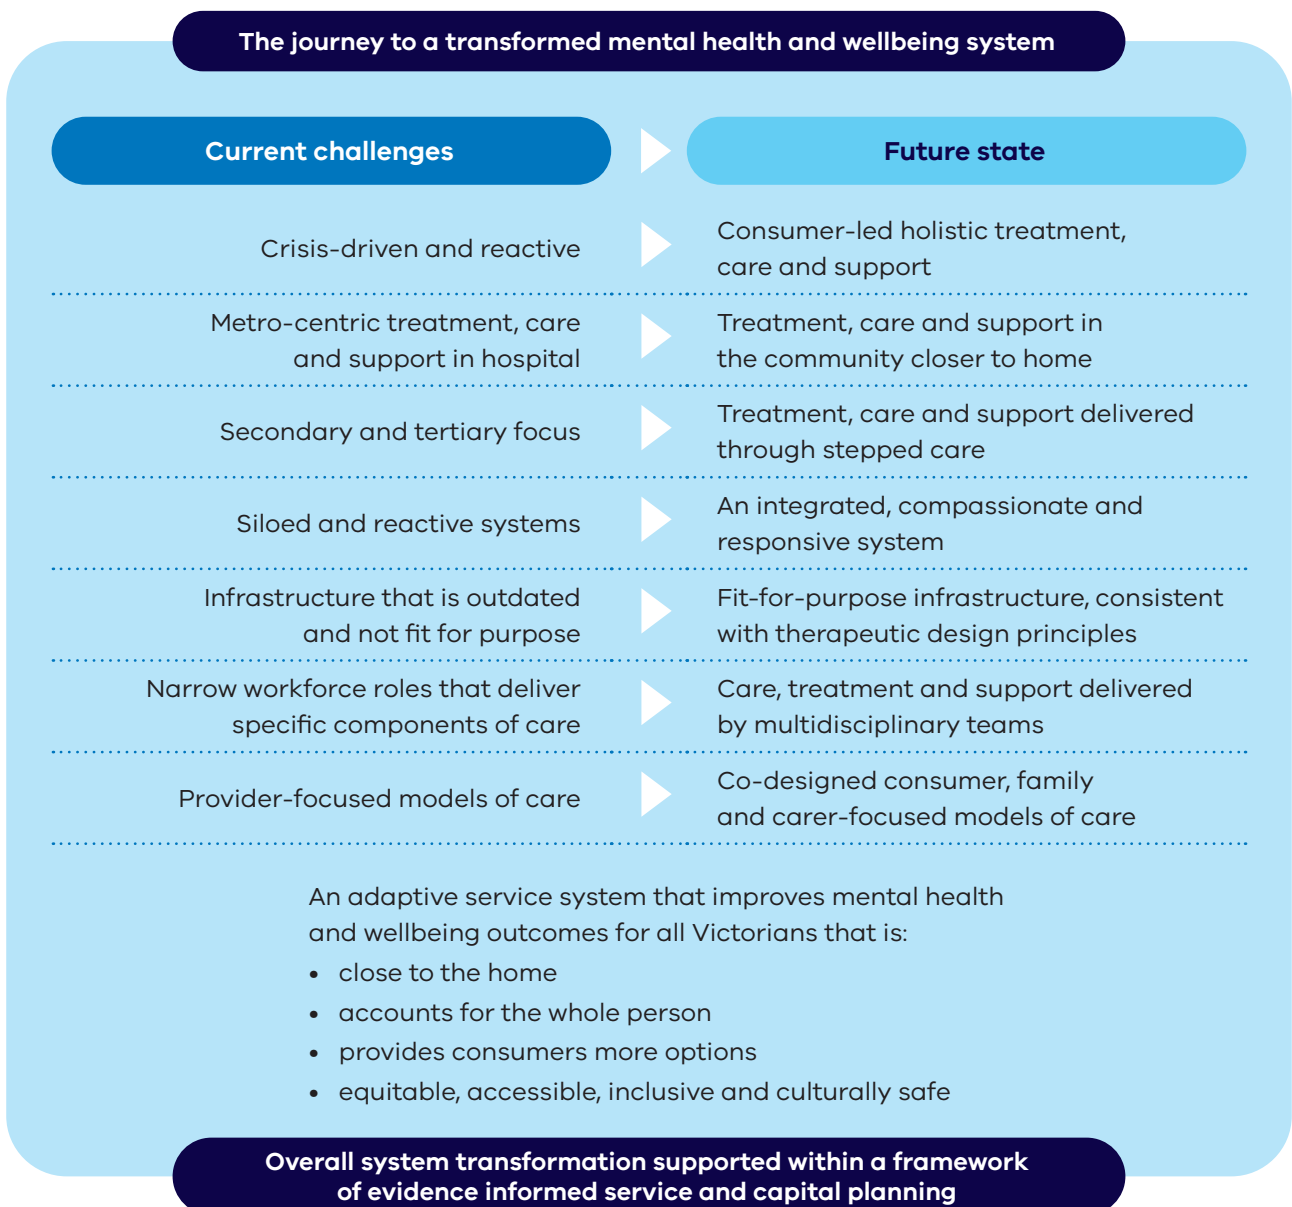 The journey to a transformed mental health and wellbeing system
Current challenges
Future state
Crisis-driven and reactive
Consumer-led holistic treatment,
care and support
Metro-centric treatment, care
and support in hospital
Treatment, care and support in
the community closer to home
Secondary and tertiary focus
Treatment, care and support delivered
through stepped care
Siloed and reactive systems
An integrated, compassionate and
responsive system
Infrastructure that is outdated
and not fit for purpose
Fit-for-purpose infrastructure, consistent
with therapeutic design principles
Narrow workforce roles that deliver
specific components of care
Care, treatment and support delivered
by multidisciplinary teams
Provider-focused models of care
Co-designed consumer, family
and carer-focused models of care
An adaptive service system that improves mental health
and wellbeing outcomes for all Victorians that is:
• close to the home
• accounts for the whole person
• provides consumers more options
• equitable, accessible, inclusive and culturally safe
Overall system transformation supported within a framework
of evidence informed service and capital planning